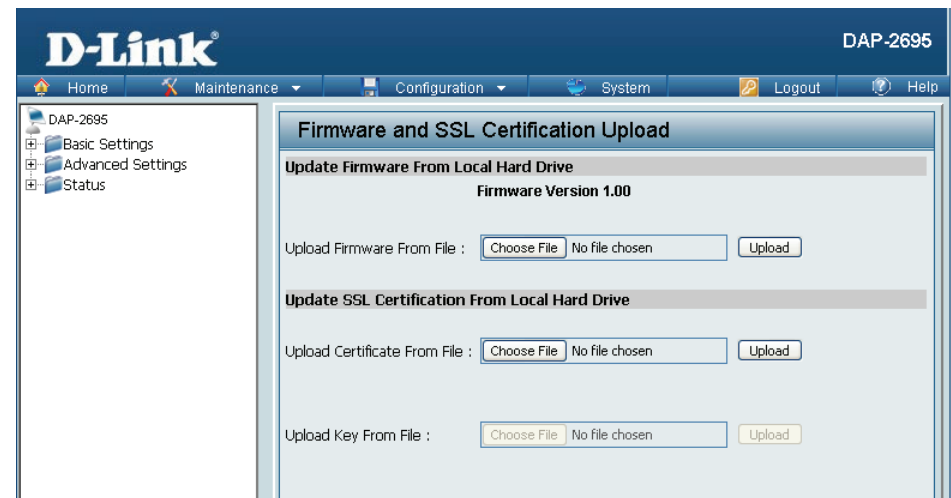 D-Link®
DAP-2695
Home Maintenance Configuration System Logout Help
DAP-2695
Basic Settings
Advanced Settings
Status
Firmware and SSL Certification Upload
Update Firmware From Local Hard Drive
Firmware Version 1.00
Upload Firmware From File : Choose File No file chosen Upload
Update SSL Certification From Local Hard Drive
Upload Certificate From File : Choose File No file chosen Upload
Upload Key From File : Choose File No file chosen Upload